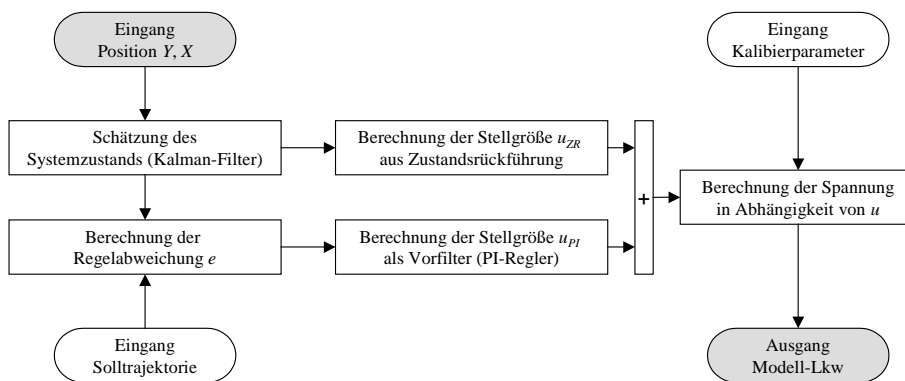 Eingang
Position Y, X
Eingang
Kalibierparameter
Schätzung des
Systemzustands (Kalman-Filter)
Berechnung der Stellgröße u_ZR
aus Zustandsrückführung
+
Berechnung der Spannung
in Abhängigkeit von u
Berechnung der
Regelabweichung e
Berechnung der Stellgröße u_PI
als Vorfilter (PI-Regler)
Eingang
Solltrajektorie
Ausgang
Modell-Lkw